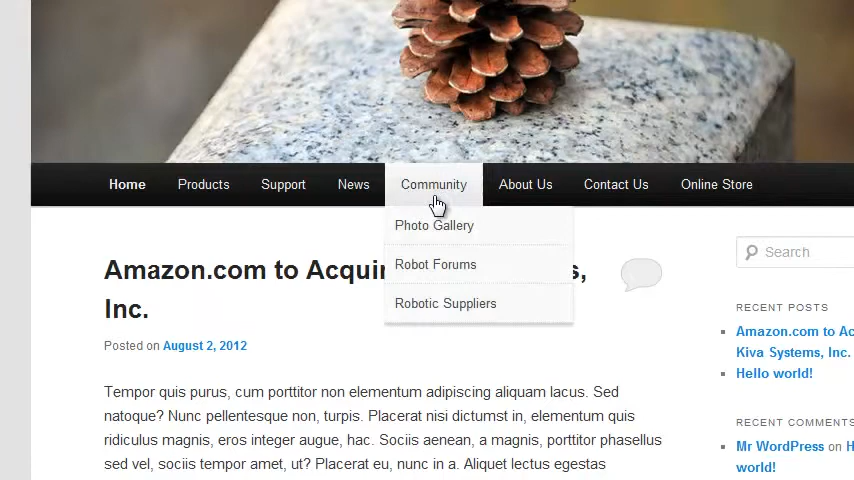 Home Products Support News Community About Us Contact Us Online Store
Photo Gallery
Robot Forums
Robotic Suppliers
Amazon.com to Acqui s,
Inc.
Posted on August 2, 2012
Tempor quis purus, cum porttitor non elementum adipiscing aliquam lacus. Sed
natoque? Nunc pellentesque non, turpis. Placerat nisi dictumst in, elementum quis
ridiculus magnis, eros integer augue, hac. Sociis aenean, a magnis, porttitor phasellus
sed vel, sociis tempor amet, ut? Placerat eu, nunc in a. Aliquet lectus egestas
Search
RECENT POSTS
Amazon.com to Ac
Kiva Systems, Inc.
Hello world!
RECENT COMMENTS
Mr WordPress on H
world!